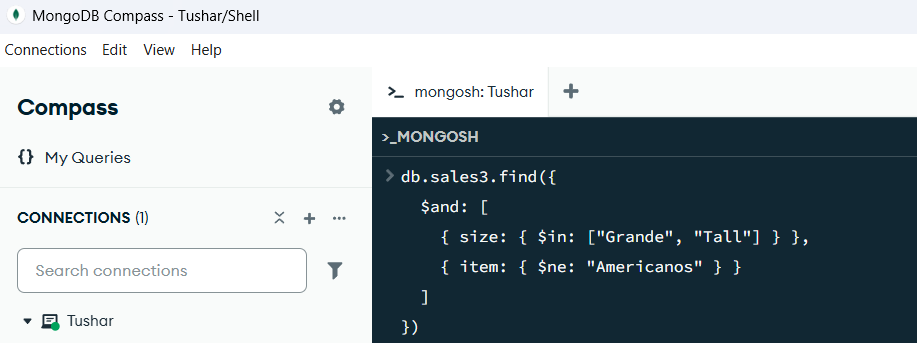 MongoDB Compass - Tushar/Shell
Connections Edit View Help
Compass
{} My Queries
CONNECTIONS (1)
Search connections
Tushar
>_ mongosh: Tushar
>_MONGOSH
> db.sales3.find({
$and: [
{ size: { $in: ["Grande", "Tall"] } },
{ item: { $ne: "Americanos" } }
]
})